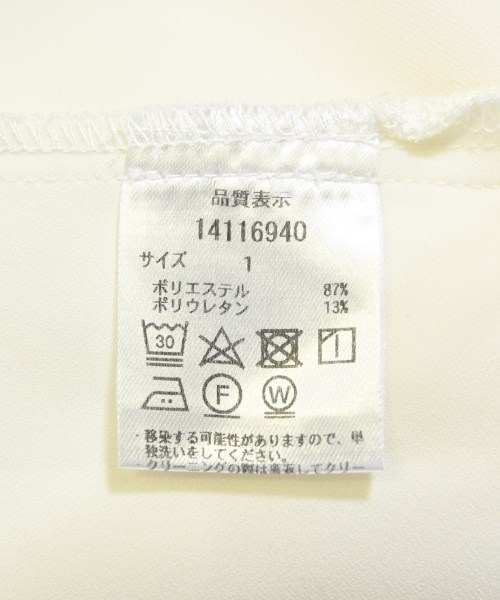 品質表示
14116940
サイズ 1
ポリエステル 87%
ポリウレタン 13%
30
F W
・移染する可能性がありますので、単
独洗いをしてください。
・クリーニングの際は裏返してクリー